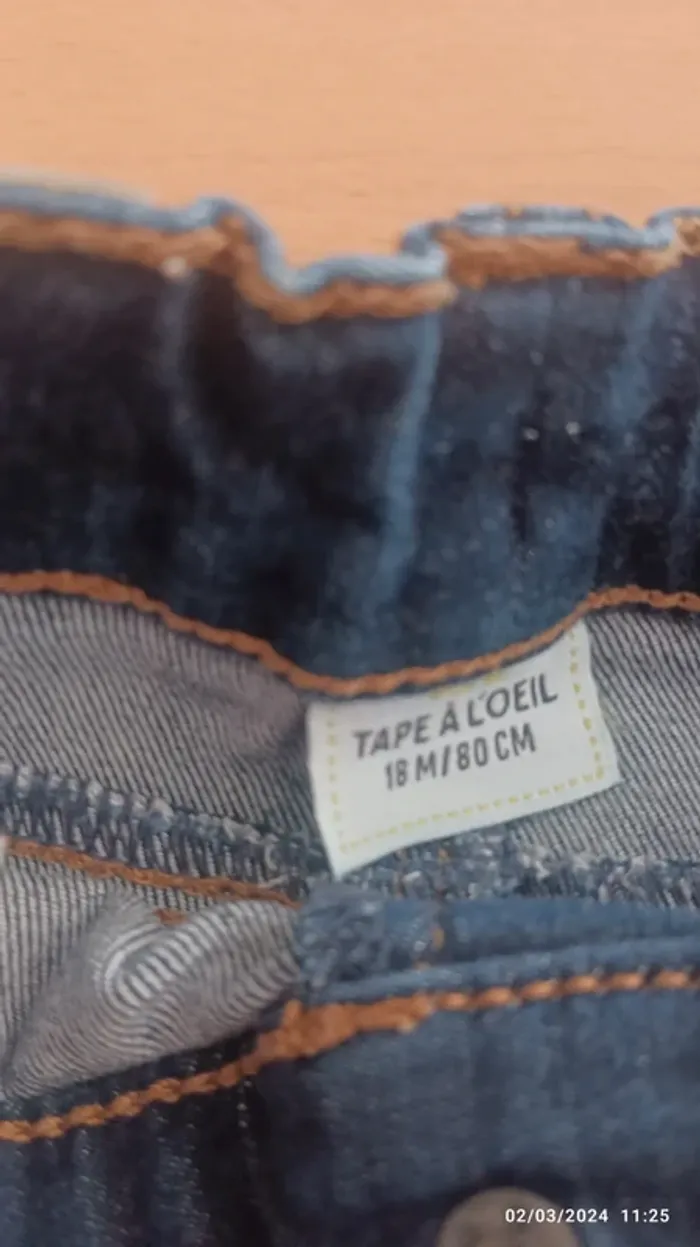 TAPE À L'OEIL
18 M/80 CM
02/03/2024 11:25